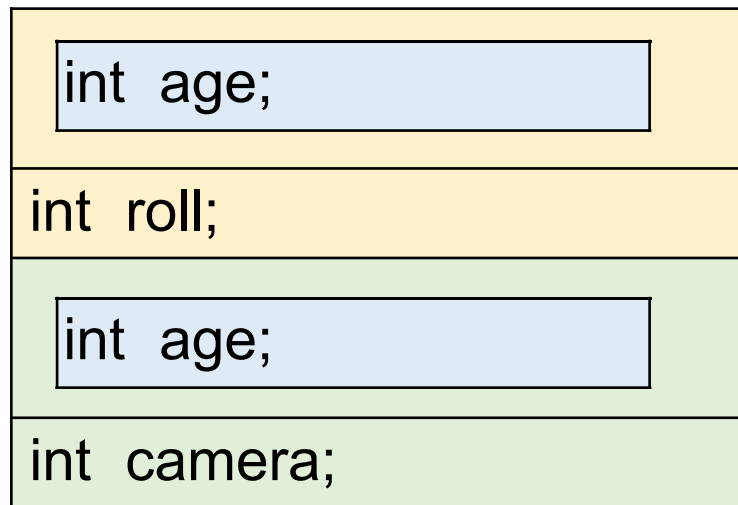 int age;
int roll;
int age;
int camera;